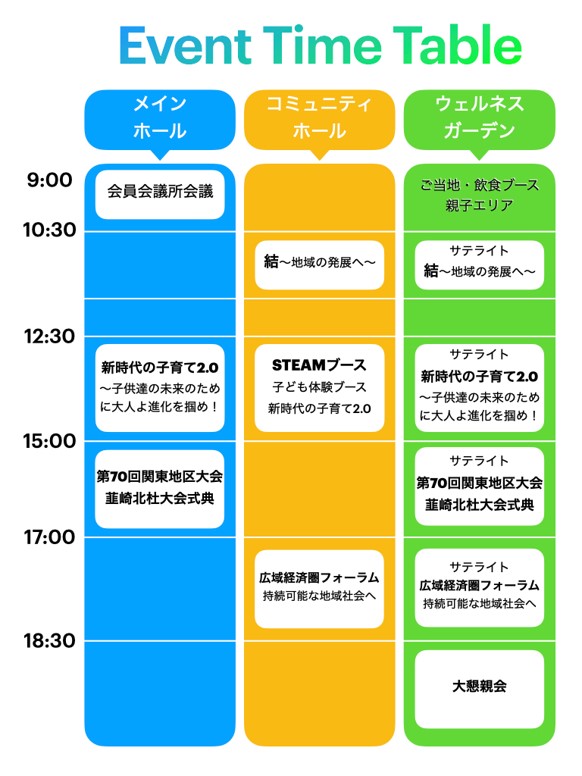 Event Time Table
メイン
ホール
コミュニティ
ホール
ウェルネス
ガーデン
9:00
会員会議所会議
ご当地・飲食ブース
親子エリア
10:30
結〜地域の発展へ〜
サテライト
結〜地域の発展へ〜
12:30
新時代の子育て2.0
〜子供達の未来のため
に大人よ進化を掴め！
STEAMブース
子ども体験ブース
新時代の子育て2.0
サテライト
新時代の子育て2.0
〜子供達の未来のため
に大人よ進化を掴め！
15:00
第70回関東地区大会
韮崎北杜大会式典
サテライト
第70回関東地区大会
韮崎北杜大会式典
17:00
広域経済圏フォーラム
持続可能な地域社会へ
サテライト
広域経済圏フォーラム
持続可能な地域社会へ
18:30
大懇親会